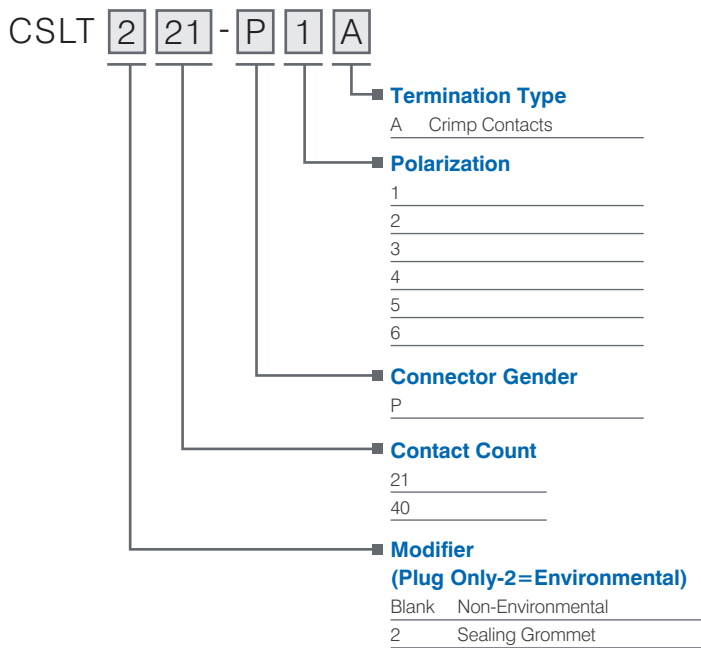 CSLT 2 21 - P 1 A
Termination Type
A Crimp Contacts
Polarization
1
2
3
4
5
6
Connector Gender
P
Contact Count
21
40
Modifier
(Plug Only-2=Environmental)
Blank Non-Environmental
2 Sealing Grommet